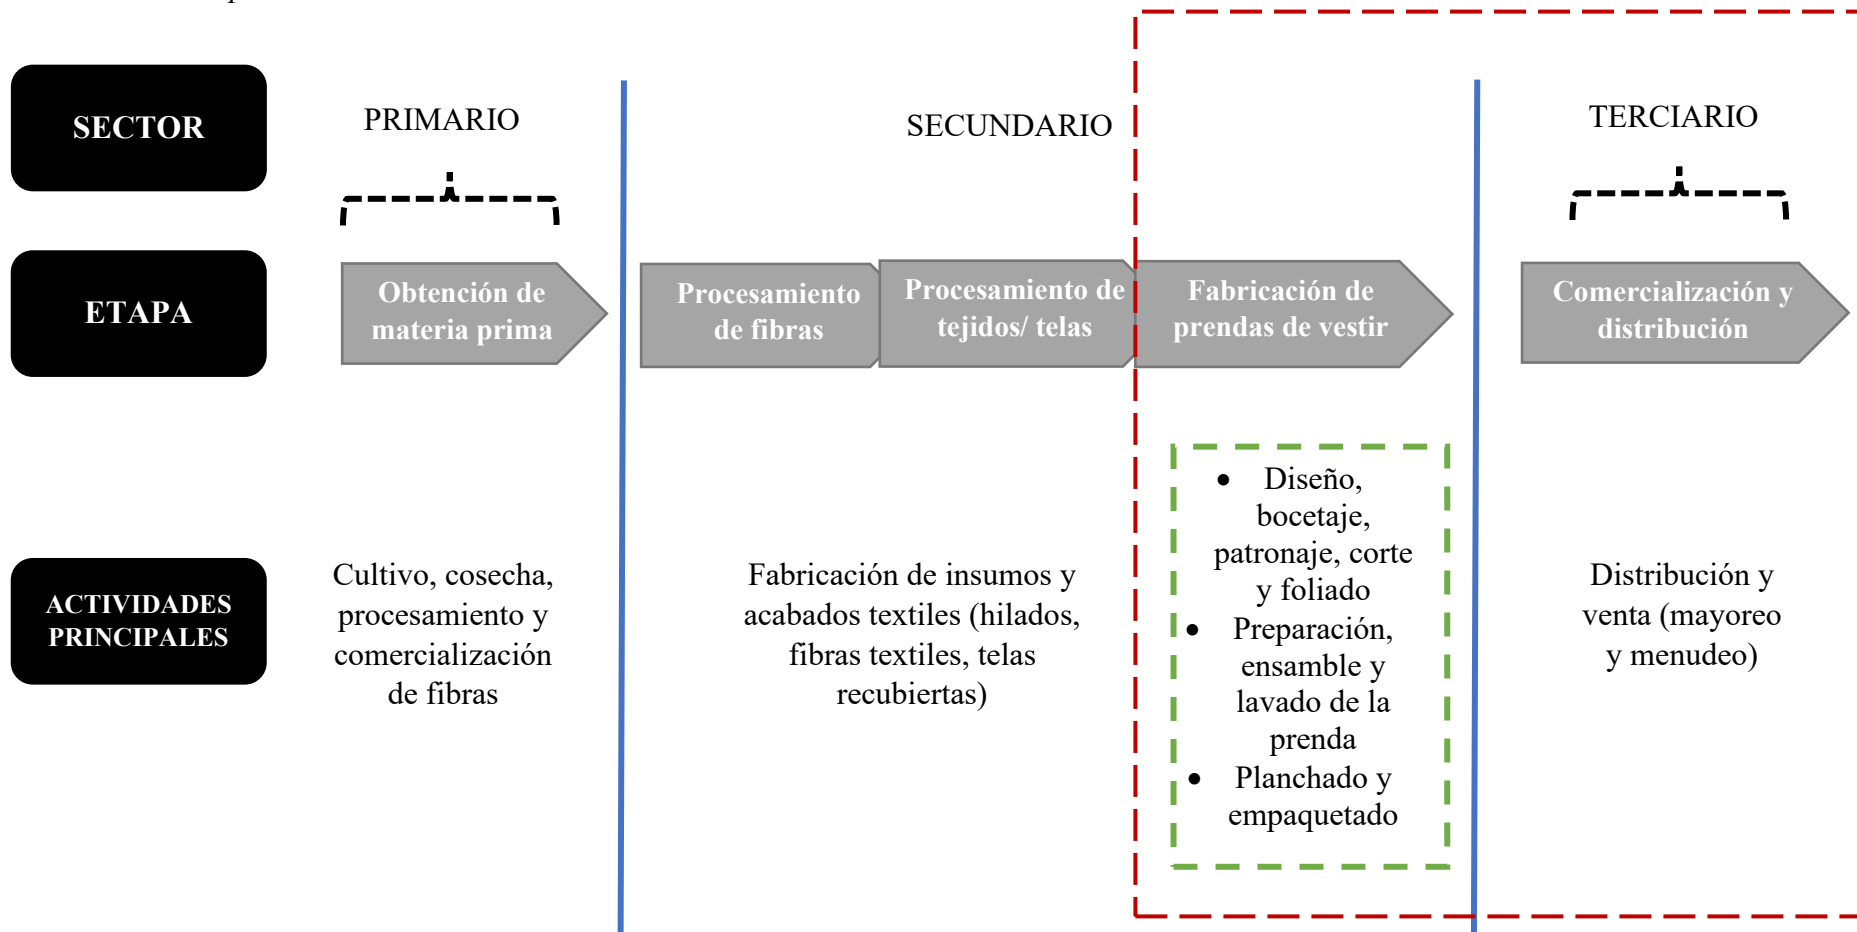 SECTOR
PRIMARIO
SECUNDARIO
TERCIARIO
ETAPA
Obtención de
materia prima
Procesamiento
de fibras
Procesamiento de
tejidos/ telas
Fabricación de
prendas de vestir
Comercialización y
distribución
ACTIVIDADES
PRINCIPALES
Cultivo, cosecha,
procesamiento y
comercialización
de fibras
Fabricación de insumos y
acabados textiles (hilados,
fibras textiles, telas
recubiertas)
• Diseño,
bocetaje,
patronaje, corte
y foliado
• Preparación,
ensamble y
lavado de la
prenda
• Planchado y
empaquetado
Distribución y
venta (mayoreo
y menudeo)